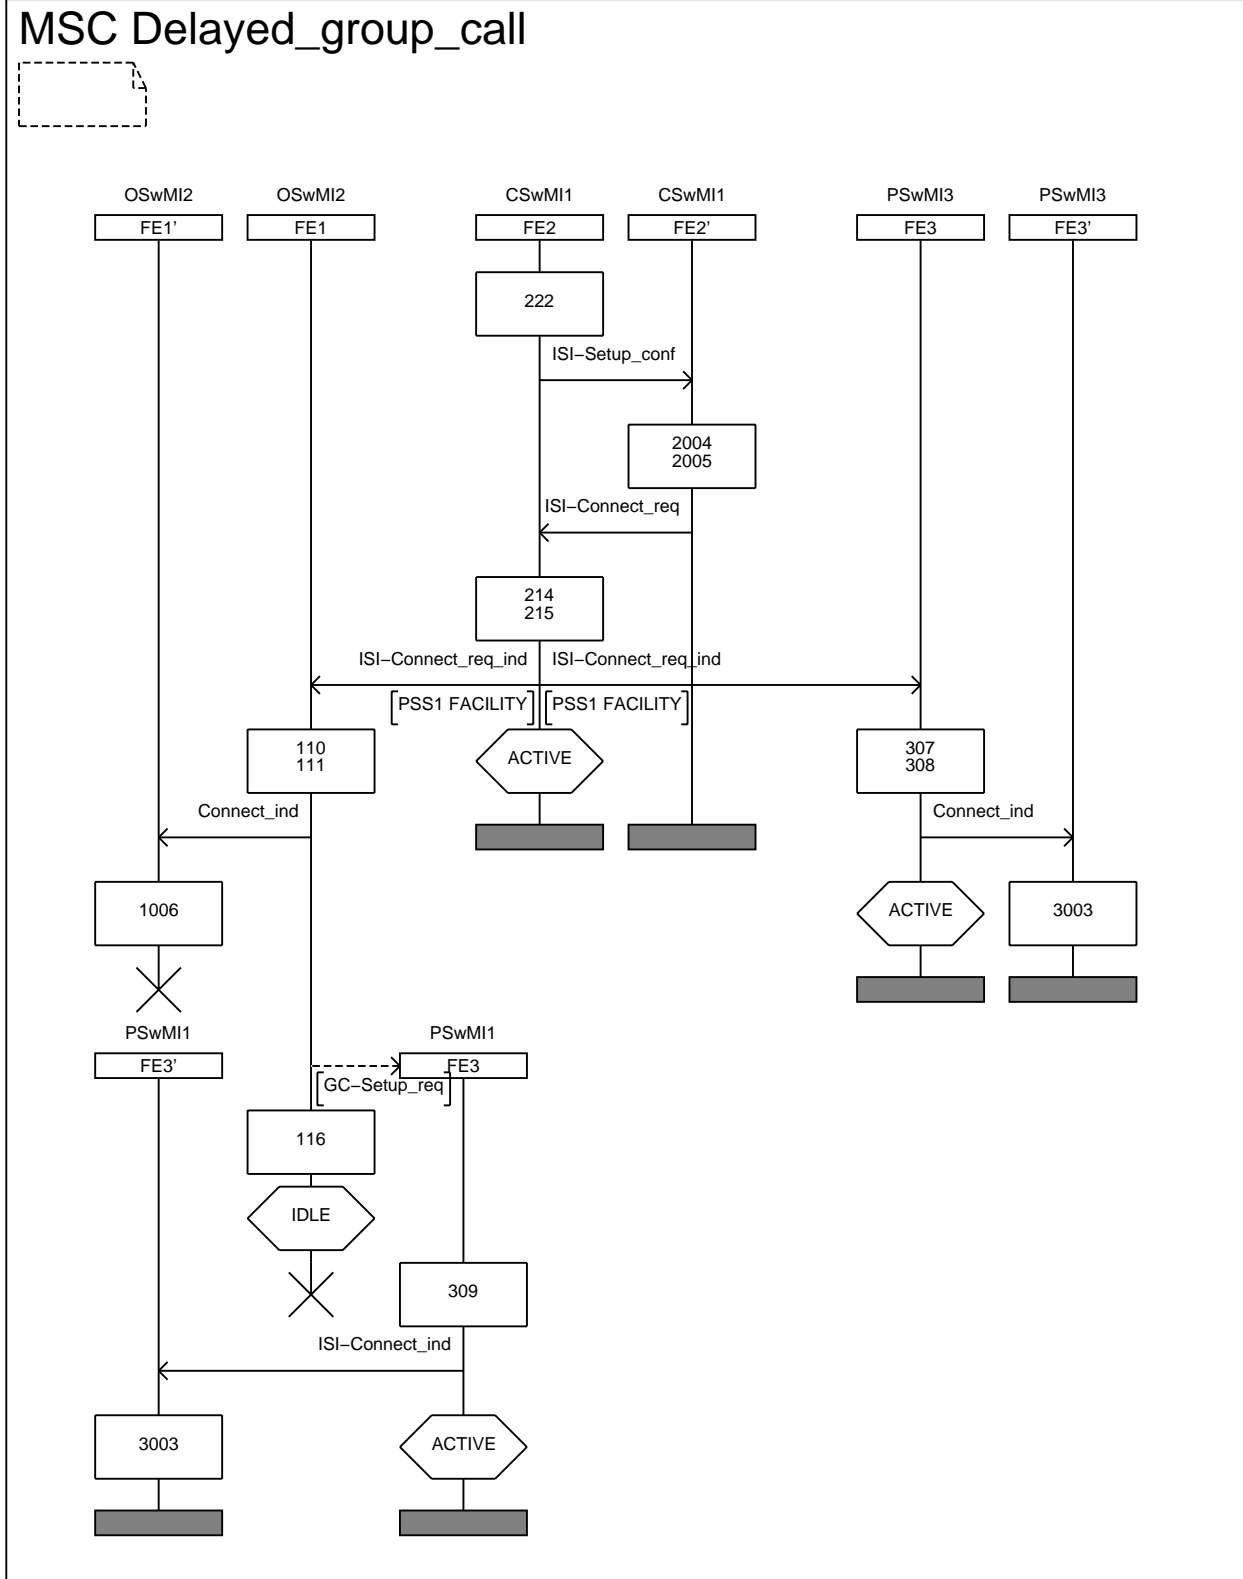 MSC Delayed_group_call
OSwMI2 OSwMI2 CSwMI1 CSwMI1 PSwMI3 PSwMI3
FE1' FE1 FE2 FE2' FE3 FE3'
222
ISI−Setup_conf
2004
2005
ISI−Connect_req
214
215
ISI−Connect_req_ind ISI−Connect_req_ind
[PSS1 FACILITY] [PSS1 FACILITY]
110 ACTIVE 307
111 308
Connect_ind Connect_ind
1006 ACTIVE 3003
PSwMI1 PSwMI1
FE3' FE3
[GC−Setup_req]
116
IDLE
309
ISI−Connect_ind
3003 ACTIVE